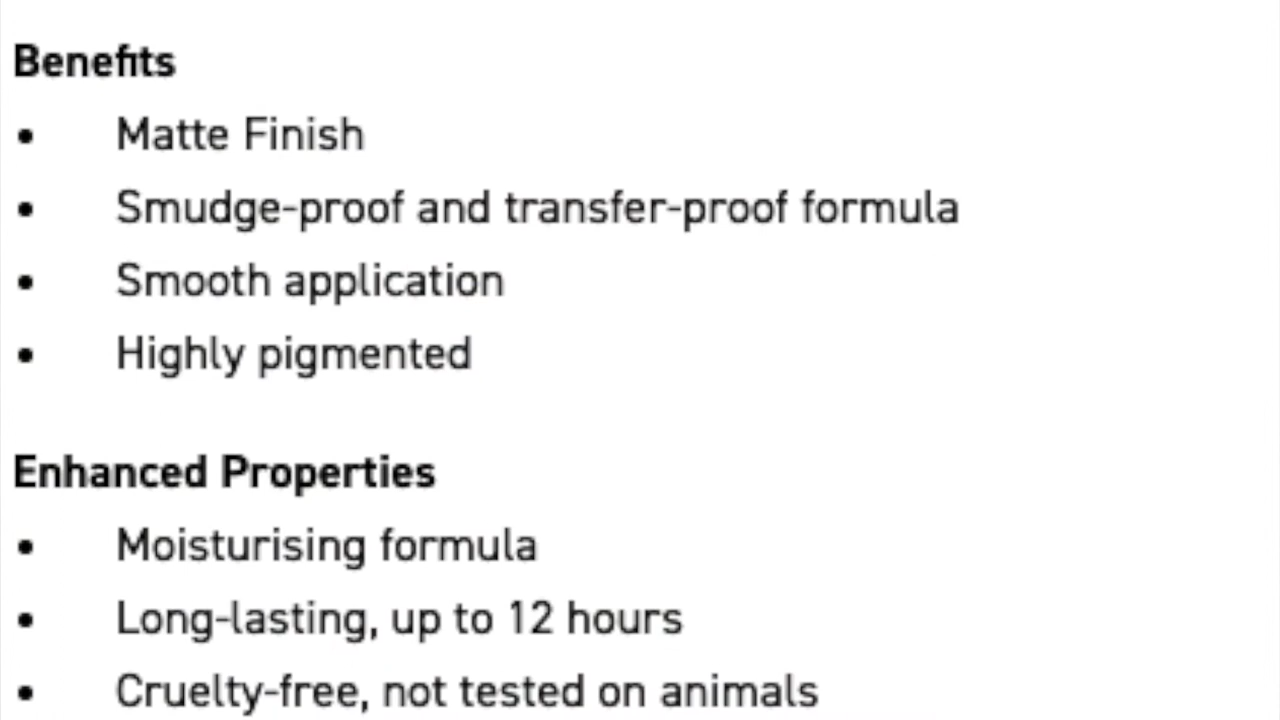 Benefits
• Matte Finish
• Smudge-proof and transfer-proof formula
• Smooth application
• Highly pigmented
Enhanced Properties
• Moisturising formula
• Long-lasting, up to 12 hours
• Cruelty-free, not tested on animals